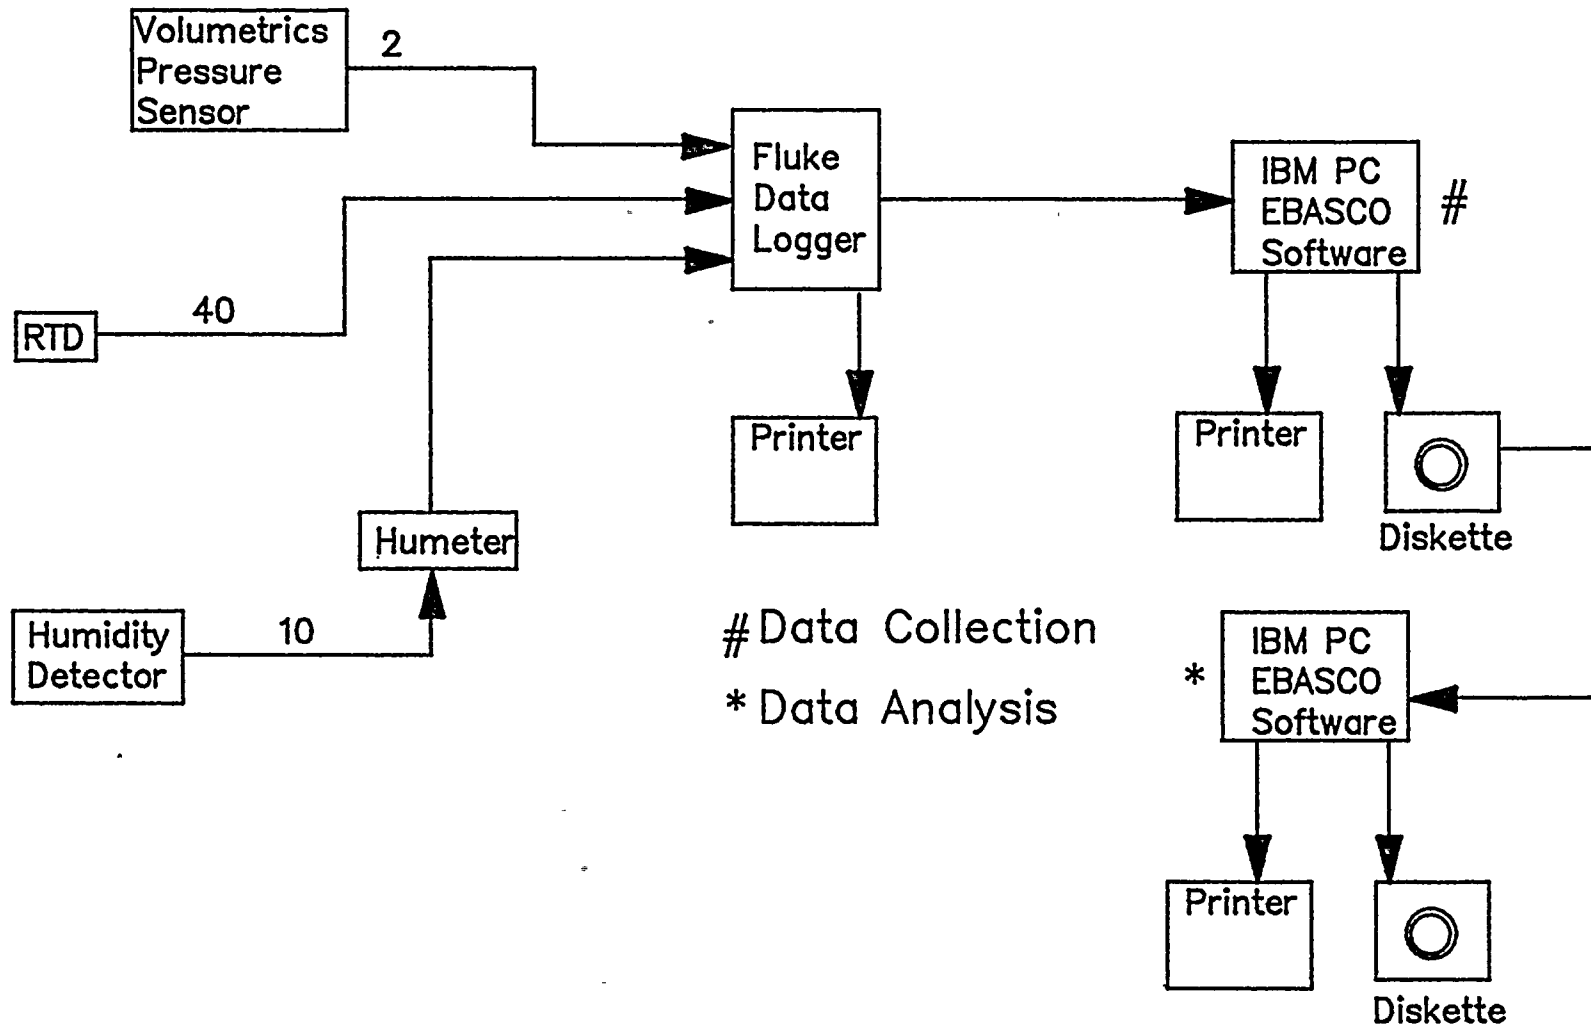 Volumetrics
Pressure
Sensor
2
Fluke
Data
Logger
IBM PC
EBASCO
Software
#
RTD
40
Printer
Printer
Diskette
Humeter
Humidity
Detector
10
# Data Collection
* Data Analysis
*
IBM PC
EBASCO
Software
Printer
Diskette